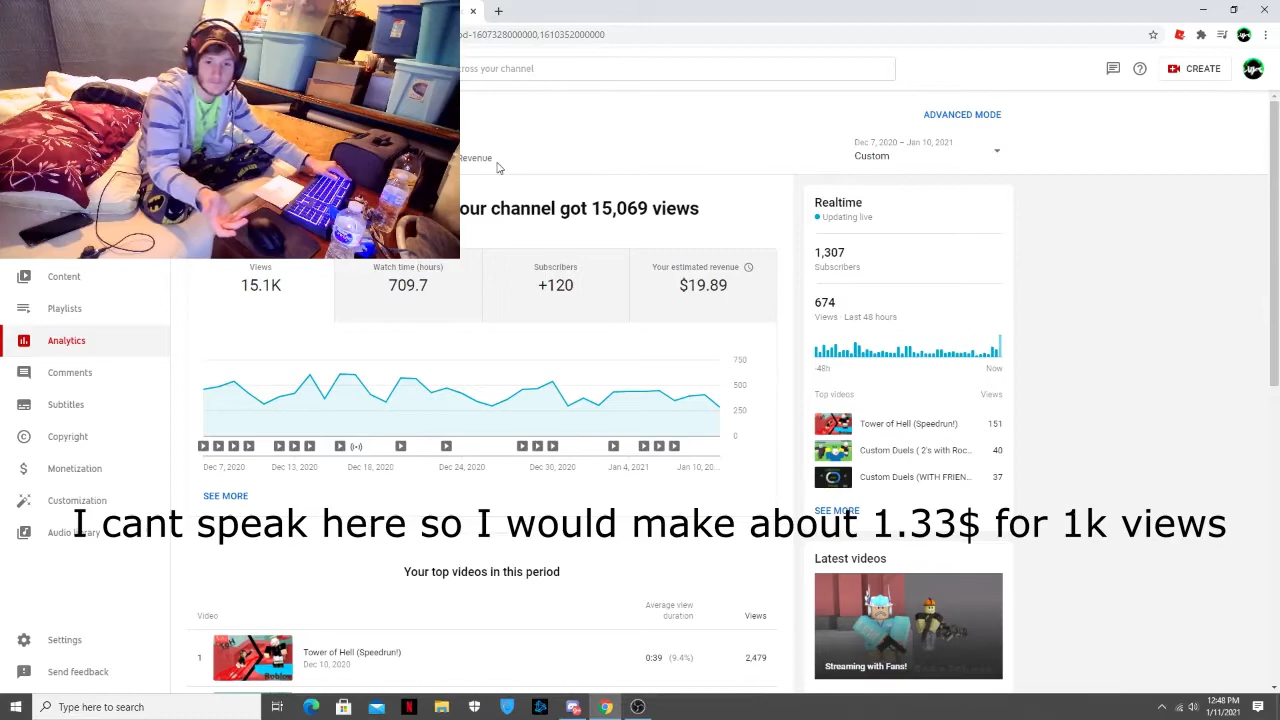 od-1607328000000,1610352000000
ross your channel
CREATE
ADVANCED MODE
Dec 7, 2020 – Jan 10, 2021
Custom
Revenue
our channel got 15,069 views
Views
15.1K
Watch time (hours)
709.7
Subscribers
+120
Your estimated revenue
$19.89
750
500
250
0
Dec 7, 2020
Dec 13, 2020
Dec 18, 2020
Dec 24, 2020
Dec 30, 2020
Jan 4, 2021
Jan 10, 20...
SEE MORE
Content
Playlists
Analytics
Comments
Subtitles
Copyright
Monetization
Customization
Audio library
Settings
Send feedback
Realtime
Updating live
1,307
Subscribers
674
Views · Last 48 hours
-48h
Now
Top videos
Views
Tower of Hell (Speedrun!)
151
Custom Duels ( 2's with Roc...
40
Custom Duels (WITH FRIEN...
37
SEE MORE
I cant speak here so I would make about 1.33$ for 1k views
Latest videos
Streaming with Fans!
Your top videos in this period
Video
Average view
duration
Views
1
Tower of Hell (Speedrun!)
Dec 10, 2020
0:39 (9.4%)
2,479
Roblox
Type here to search
12:48 PM
1/11/2021